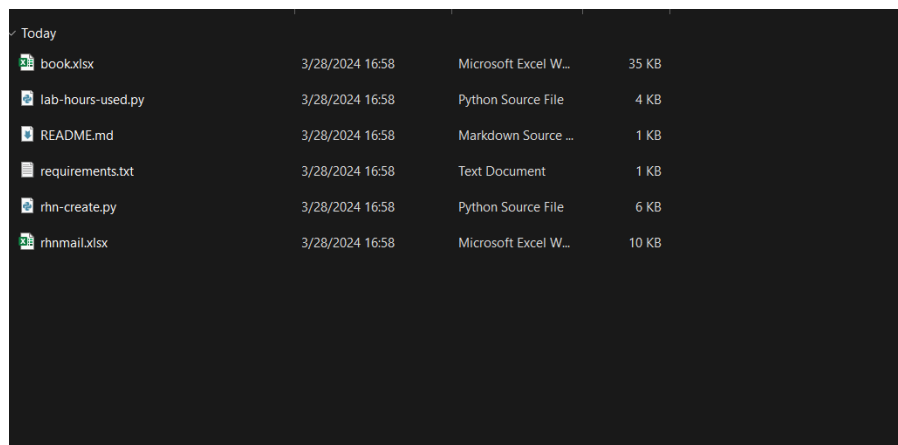 Today
book.xlsx 3/28/2024 16:58 Microsoft Excel W... 35 KB
lab-hours-used.py 3/28/2024 16:58 Python Source File 4 KB
README.md 3/28/2024 16:58 Markdown Source ... 1 KB
requirements.txt 3/28/2024 16:58 Text Document 1 KB
rhn-create.py 3/28/2024 16:58 Python Source File 6 KB
rhnmail.xlsx 3/28/2024 16:58 Microsoft Excel W... 10 KB